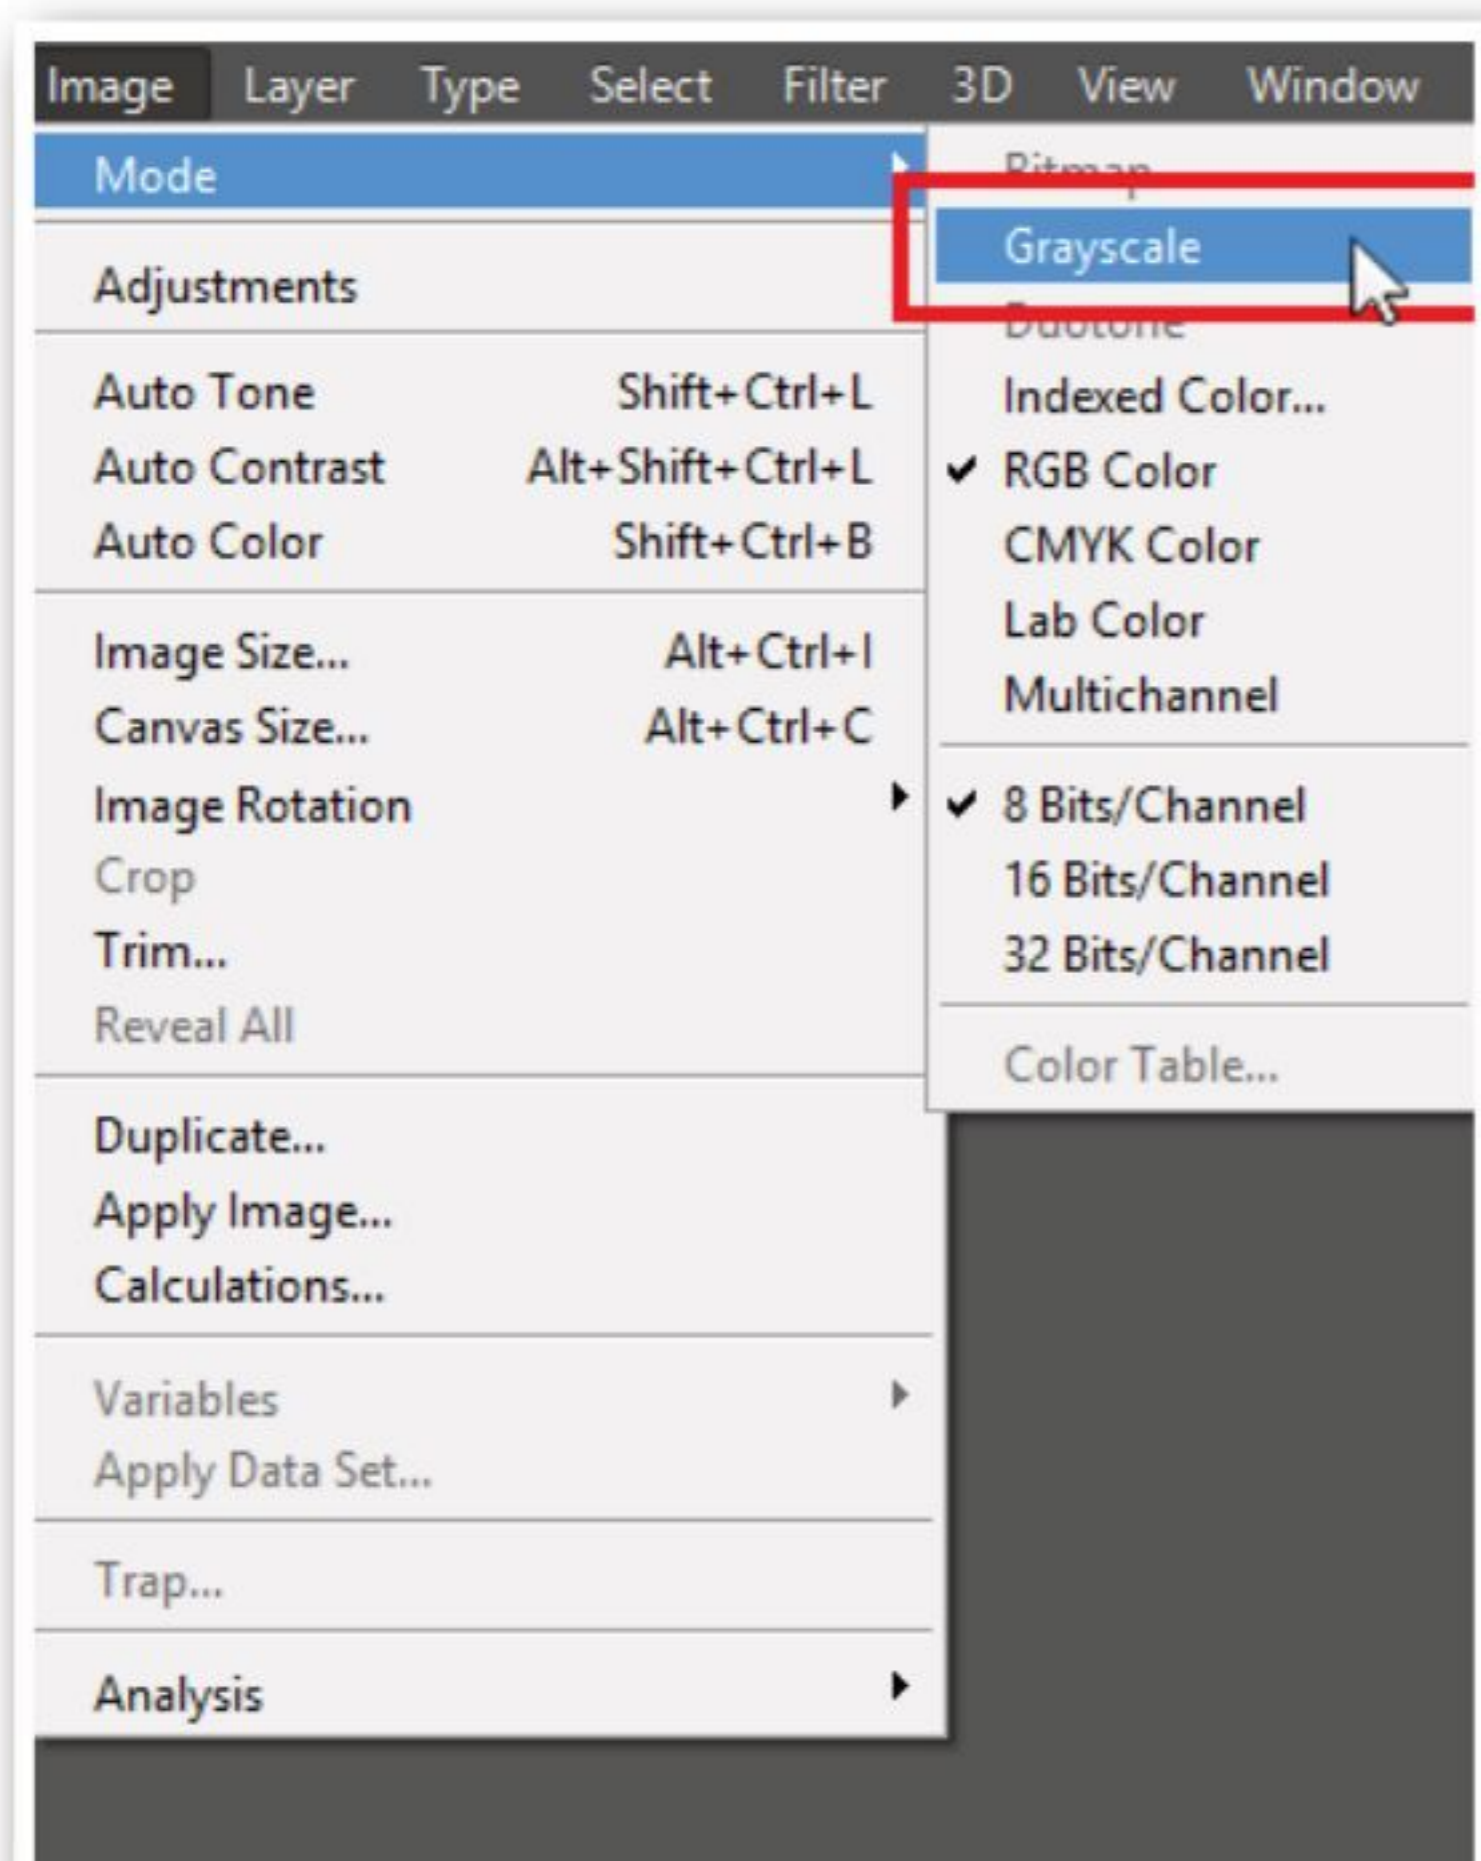 Image Layer Type Select Filter 3D View Window
Mode
Adjustments
Auto Tone Shift+Ctrl+L
Auto Contrast Alt+Shift+Ctrl+L
Auto Color Shift+Ctrl+B
Image Size... Alt+Ctrl+I
Canvas Size... Alt+Ctrl+C
Image Rotation
Crop
Trim...
Reveal All
Duplicate...
Apply Image...
Calculations...
Variables
Apply Data Set...
Trap...
Analysis
Bitmap
Grayscale
Duotone
Indexed Color...
RGB Color
CMYK Color
Lab Color
Multichannel
8 Bits/Channel
16 Bits/Channel
32 Bits/Channel
Color Table...